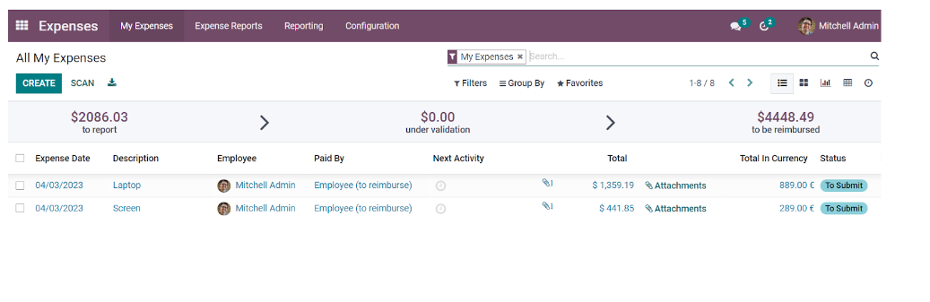 Expenses My Expenses Expense Reports Reporting Configuration 5 2 Mitchell Admin
All My Expenses My Expenses × Search...
CREATE SCAN Filters Group By Favorites 1-8 / 8
$2086.03 $0.00 $4448.49
to report under validation to be reimbursed
Expense Date Description Employee Paid By Next Activity Total Total In Currency Status
04/03/2023 Laptop Mitchell Admin Employee (to reimburse) 1 $ 1,359.19 Attachments 889.00 € To Submit
04/03/2023 Screen Mitchell Admin Employee (to reimburse) 1 $ 441.85 Attachments 289.00 € To Submit